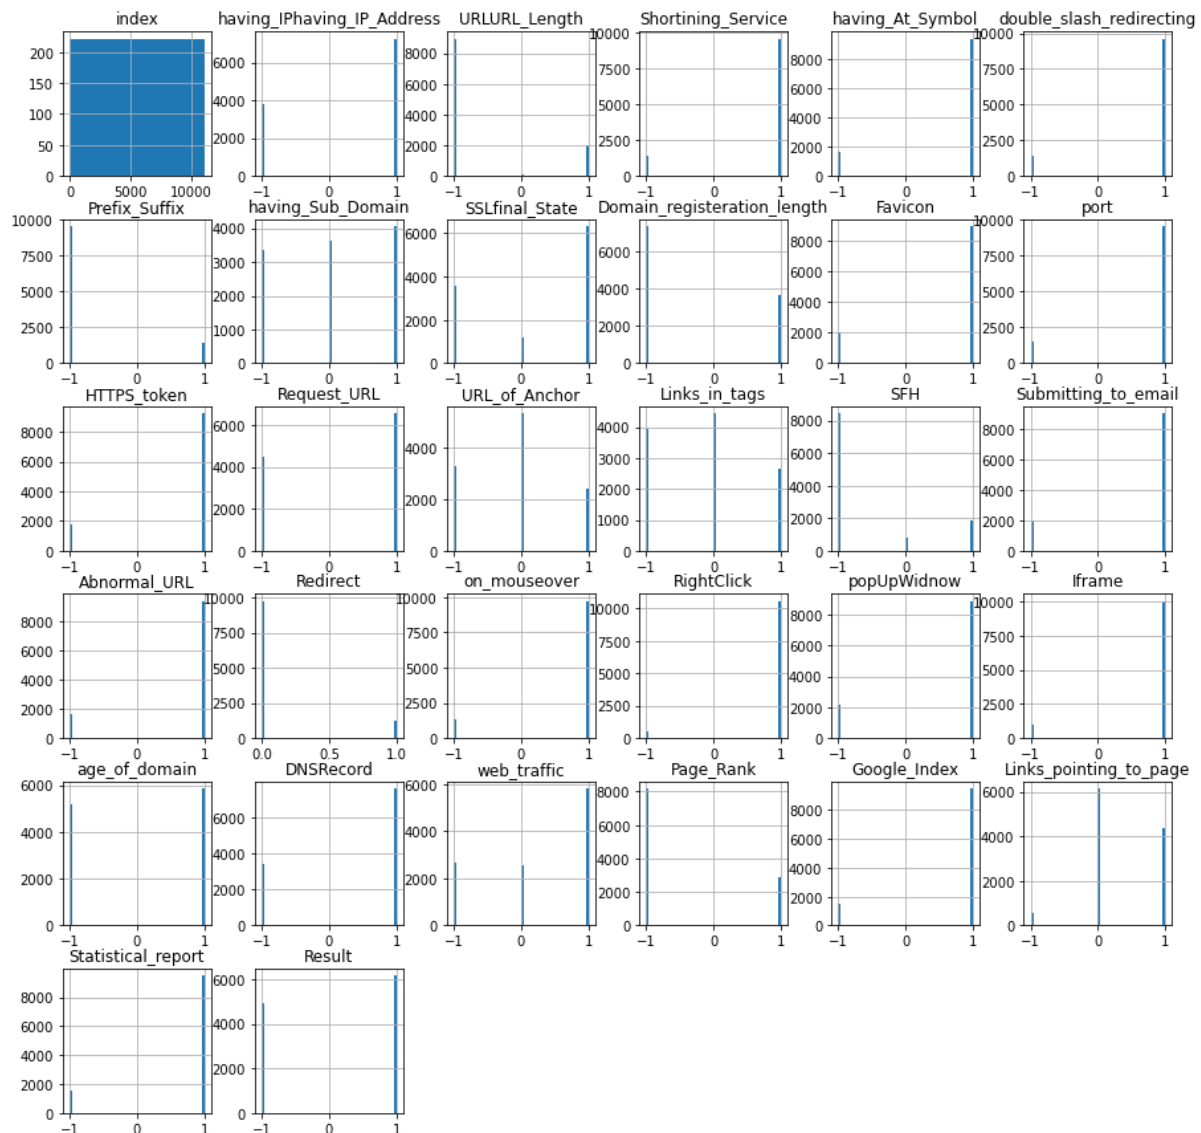 index
200
150
100
50
0
0 5000 10000
having_IPhaving_IP_Address
6000
4000
2000
0
−1 0 1
URLURL_Length
8000
6000
4000
2000
0
−1 0 1
Shortining_Service
10000
7500
5000
2500
0
−1 0 1
having_At_Symbol
8000
6000
4000
2000
0
−1 0 1
double_slash_redirecting
10000
7500
5000
2500
0
−1 0 1
Prefix_Suffix
10000
7500
5000
2500
0
−1 0 1
having_Sub_Domain
4000
3000
2000
1000
0
−1 0 1
SSLfinal_State
6000
4000
2000
0
−1 0 1
Domain_registeration_length
6000
4000
2000
0
−1 0 1
Favicon
8000
6000
4000
2000
0
−1 0 1
port
10000
7500
5000
2500
0
−1 0 1
HTTPS_token
8000
6000
4000
2000
0
−1 0 1
Request_URL
6000
4000
2000
0
−1 0 1
URL_of_Anchor
4000
2000
0
−1 0 1
Links_in_tags
4000
3000
2000
1000
0
−1 0 1
SFH
8000
6000
4000
2000
0
−1 0 1
Submitting_to_email
8000
6000
4000
2000
0
−1 0 1
Abnormal_URL
8000
6000
4000
2000
0
−1 0 1
Redirect
10000
7500
5000
2500
0
0.0 0.5 1.0
on_mouseover
10000
7500
5000
2500
0
−1 0 1
RightClick
10000
7500
5000
2500
0
−1 0 1
popUpWidnow
8000
6000
4000
2000
0
−1 0 1
Iframe
10000
7500
5000
2500
0
−1 0 1
age_of_domain
6000
4000
2000
0
−1 0 1
DNSRecord
6000
4000
2000
0
−1 0 1
web_traffic
6000
4000
2000
0
−1 0 1
Page_Rank
8000
6000
4000
2000
0
−1 0 1
Google_Index
8000
6000
4000
2000
0
−1 0 1
Links_pointing_to_page
6000
4000
2000
0
−1 0 1
Statistical_report
8000
6000
4000
2000
0
−1 0 1
Result
6000
4000
2000
0
−1 0 1